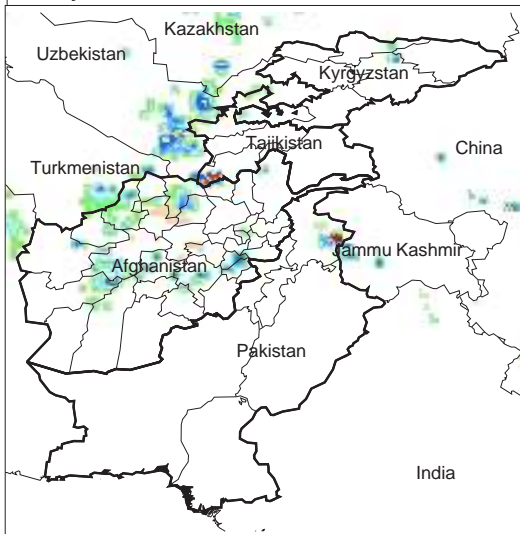 Kazakhstan
Uzbekistan
Kyrgyzstan
Tajikistan
China
Turkmenistan
Jammu Kashmir
Afghanistan
Pakistan
India